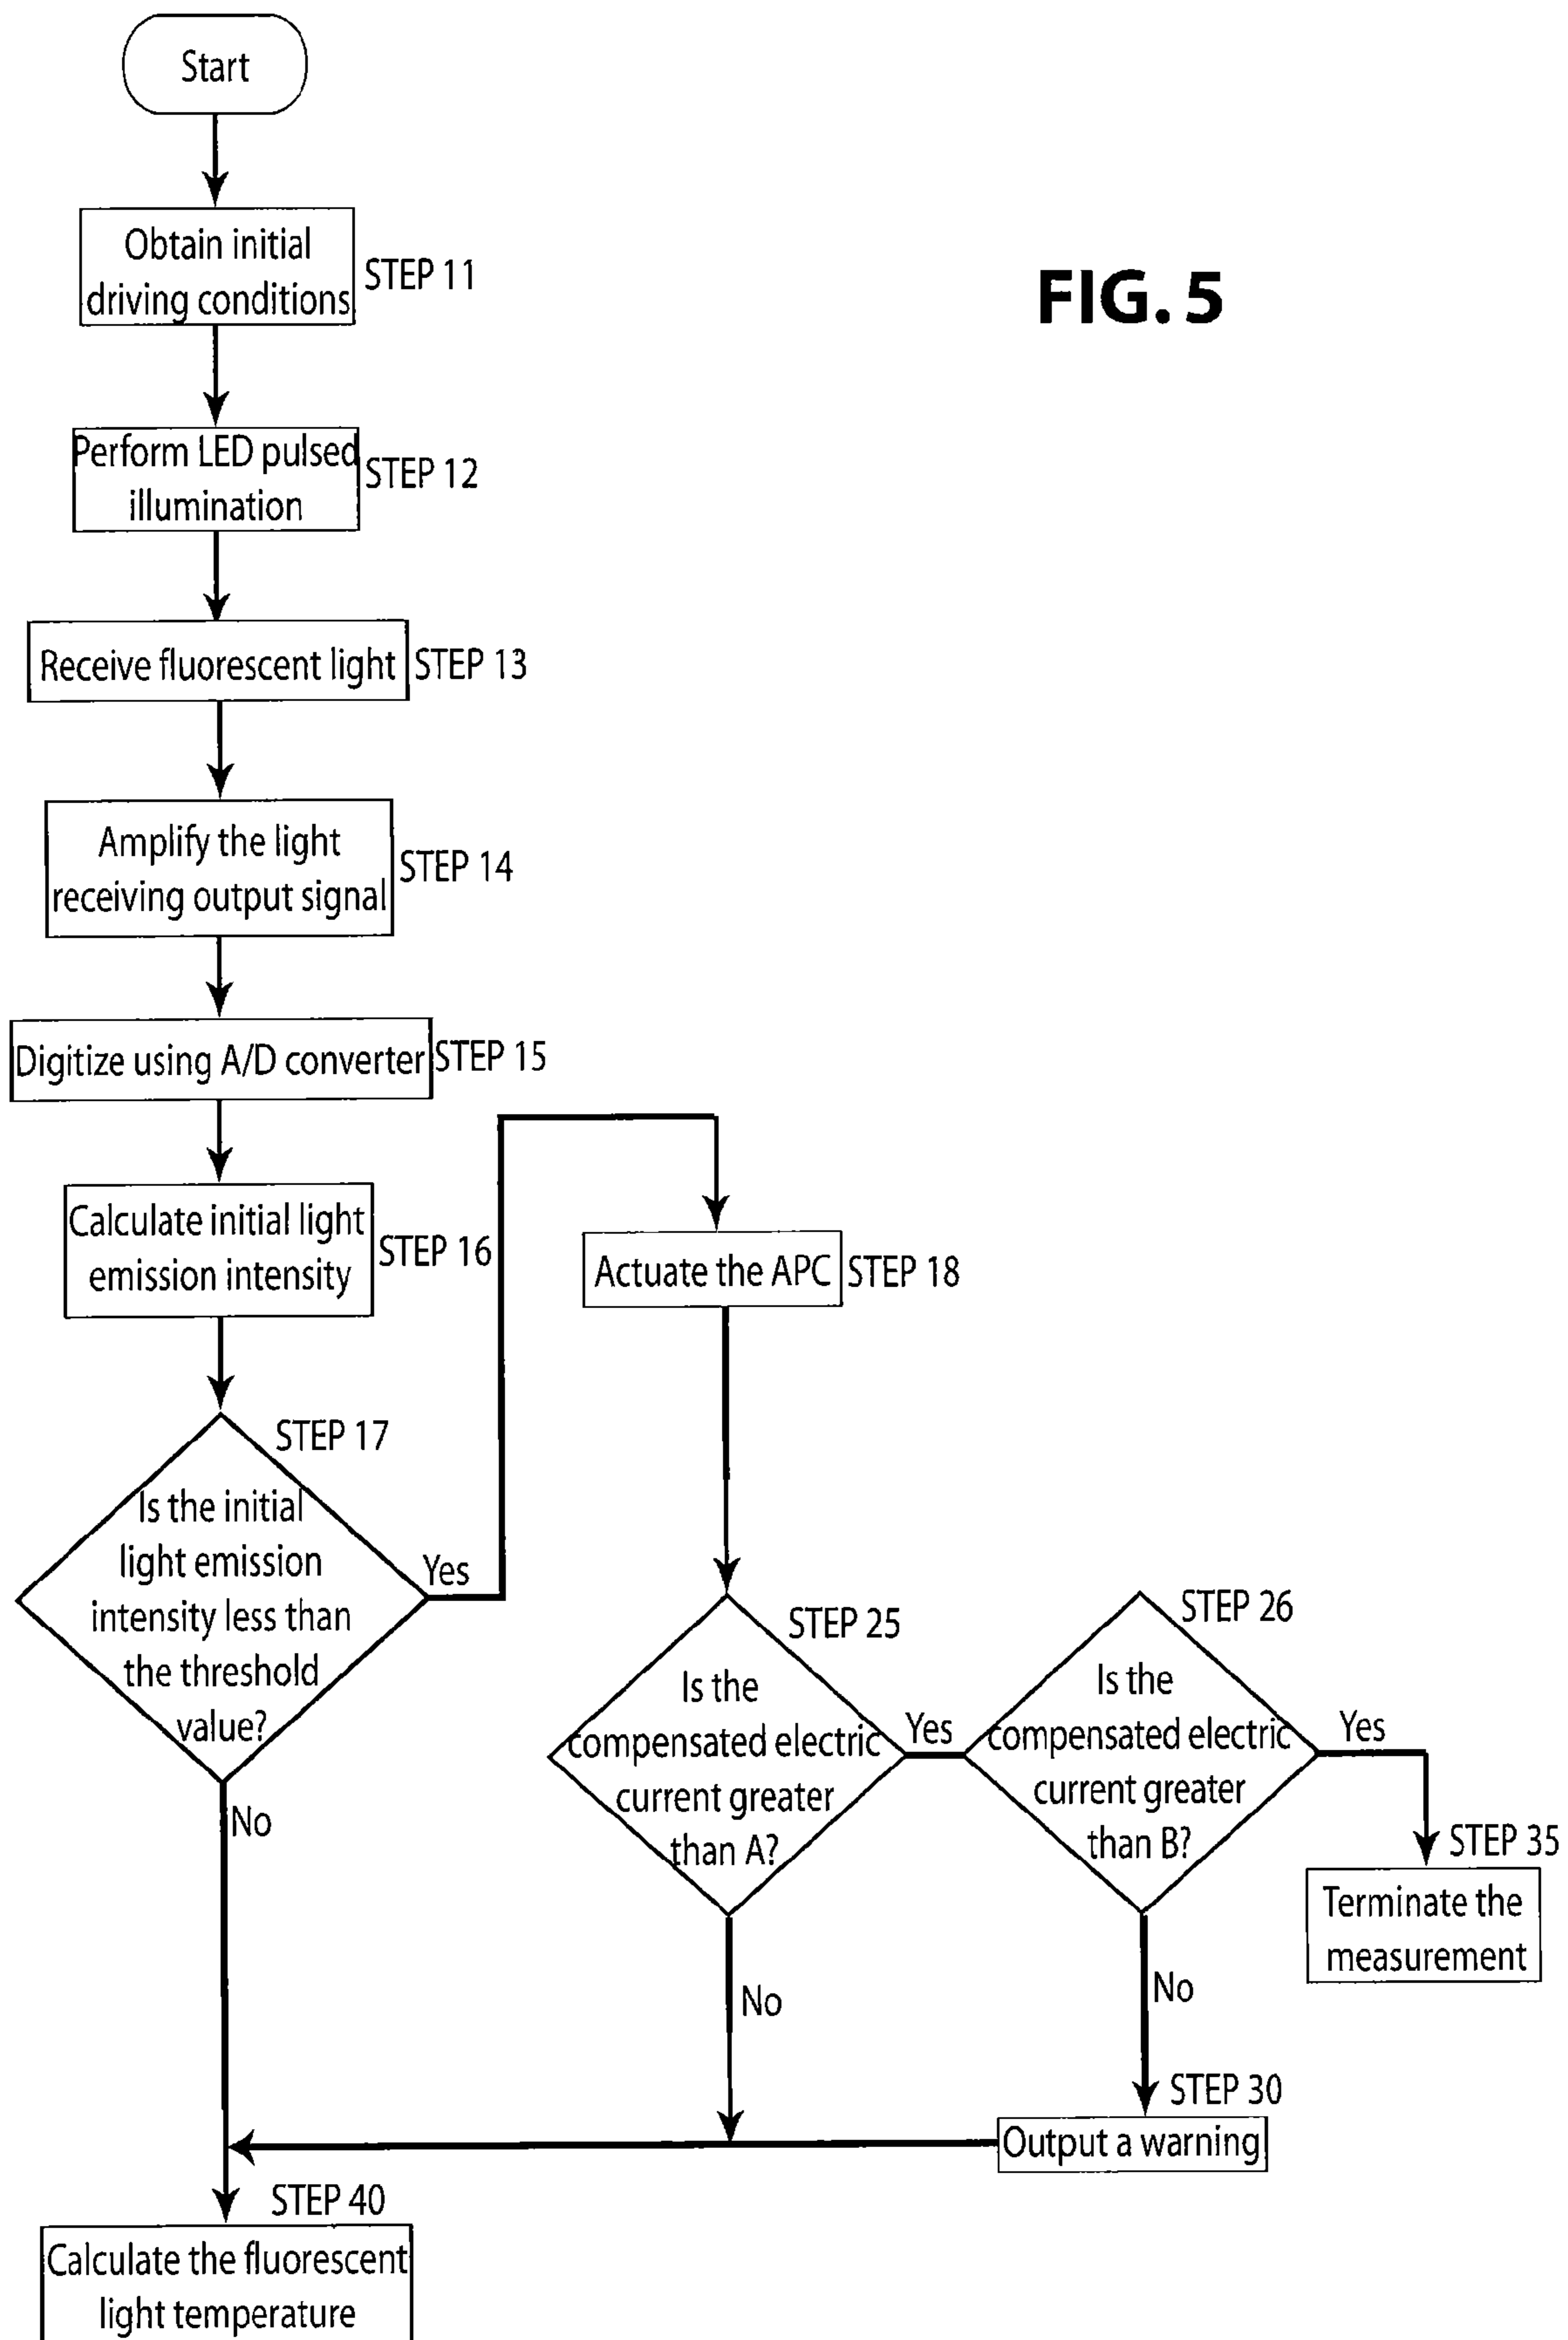 Start
FIG. 5
Obtain initial
driving conditions
STEP 11
Perform LED pulsed
illumination
STEP 12
Receive fluorescent light
STEP 13
Amplify the light
receiving output signal
STEP 14
Digitize using A/D converter
STEP 15
Calculate initial light
emission intensity
STEP 16
STEP 17
Is the initial
light emission
intensity less than
the threshold
value?
Yes
No
Actuate the APC
STEP 18
STEP 25
Is the
compensated electric
current greater
than A?
Yes
No
STEP 26
Is the
compensated electric
current greater
than B?
Yes
No
STEP 35
Terminate the
measurement
STEP 30
Output a warning
STEP 40
Calculate the fluorescent
light temperature